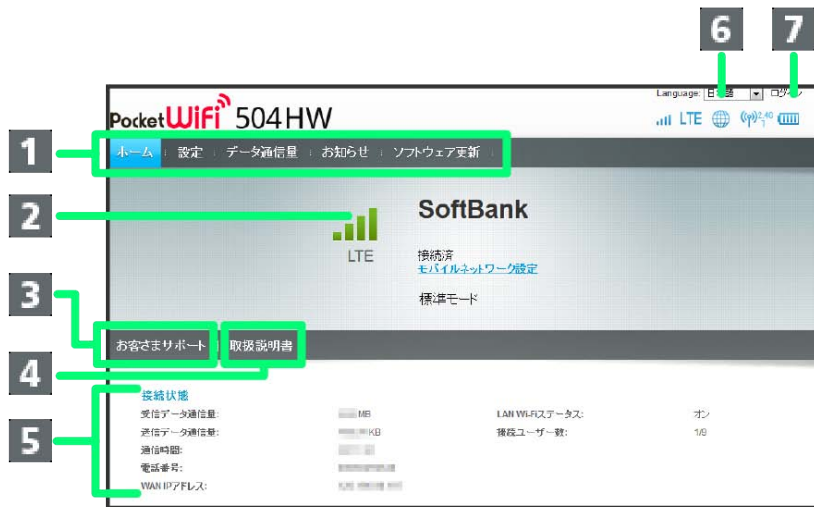 6 7
Language: 日本語 ログイン
Pocket WiFi 504HW
LTE
1
ホーム 設定 データ通信量 お知らせ ソフトウェア更新
2
SoftBank
LTE
接続済
モバイルネットワーク設定
標準モード
3
お客さまサポート 取扱説明書
4
接続状態
受信データ通信量: MB LAN Wi-Fiステータス: オン
送信データ通信量: KB 接続ユーザー数: 1/9
5
通信時間:
電話番号:
WAN IPアドレス: